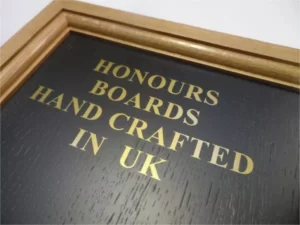 HONOURS
BOARDS
HAND CRAFTED
IN UK